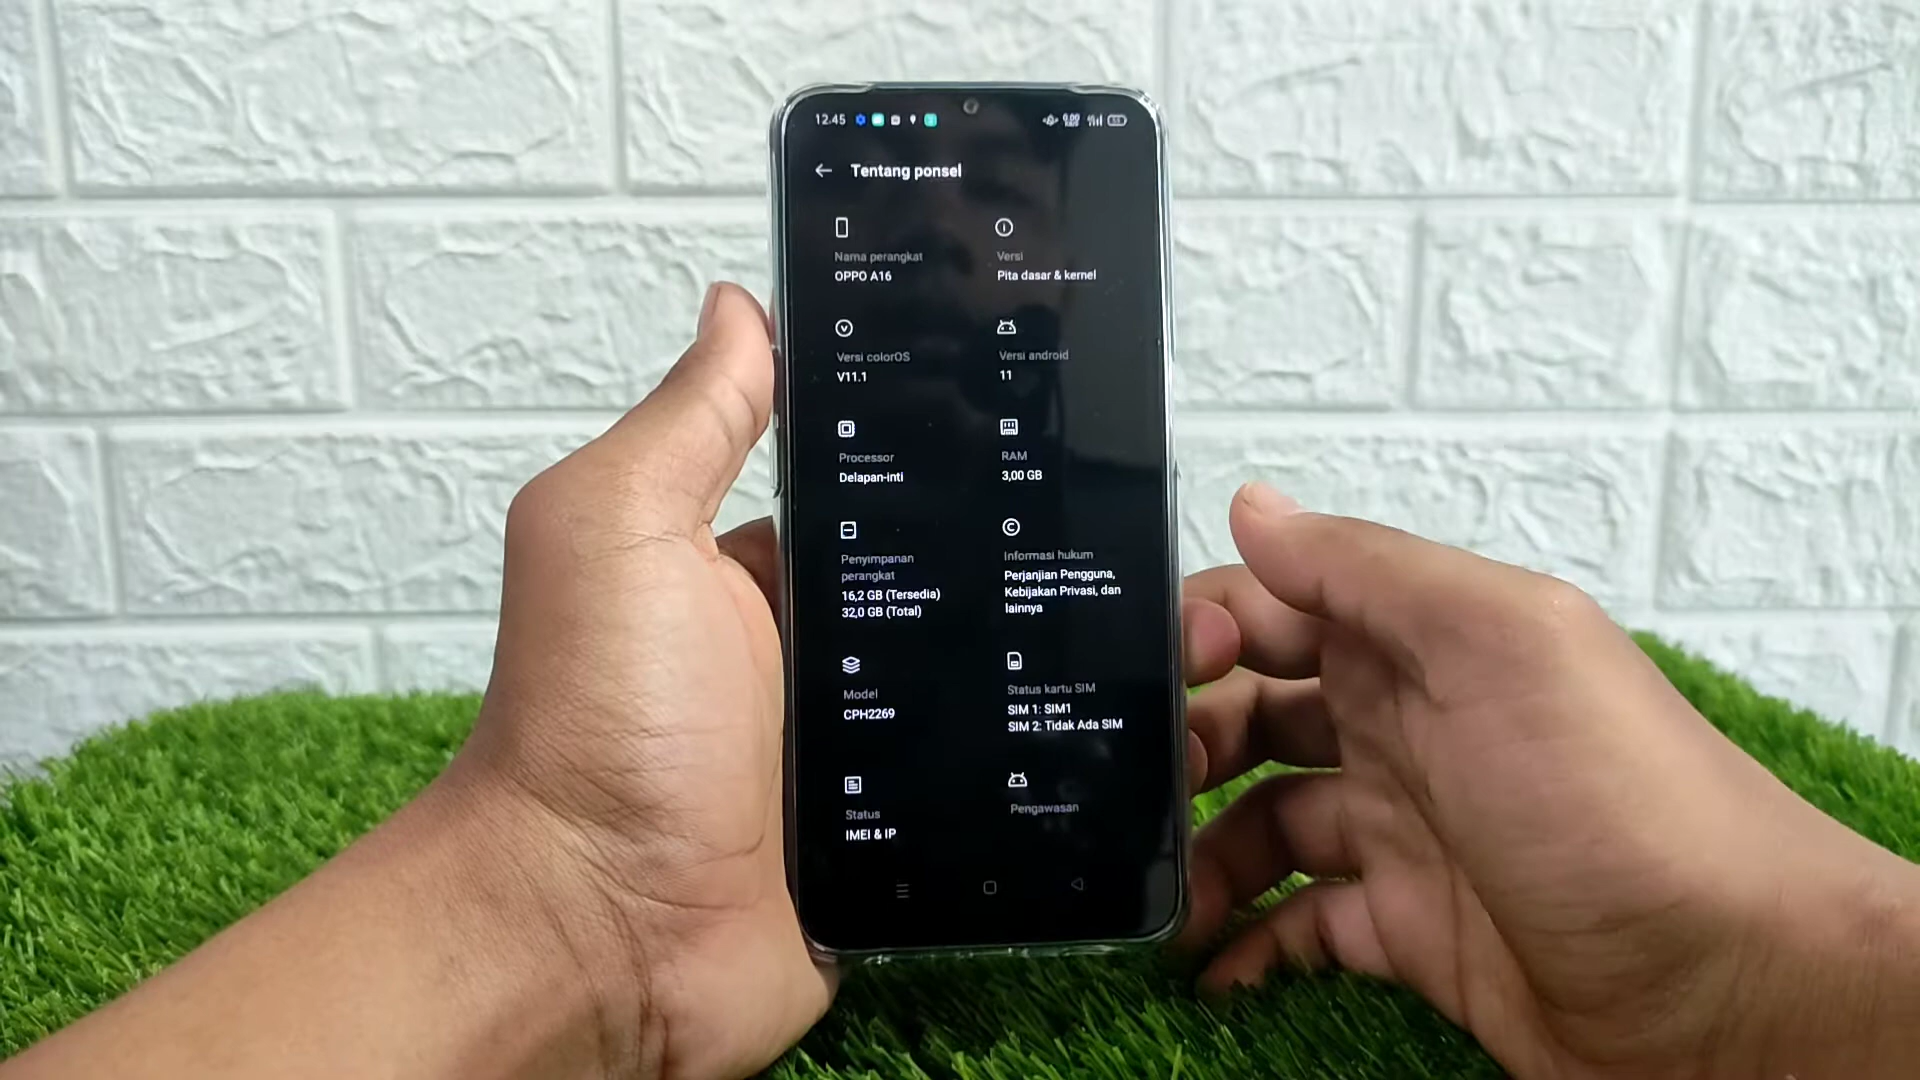 12.45
0,00
Tentang ponsel
Nama perangkat
OPPO A16
Versi
Pita dasar & kernel
Versi colorOS
V11.1
Versi android
11
Processor
Delapan-inti
RAM
3,00 GB
Penyimpanan
perangkat
16,2 GB (Tersedia)
32,0 GB (Total)
Informasi hukum
Perjanjian Pengguna,
Kebijakan Privasi, dan
lainnya
Model
CPH2269
Status kartu SIM
SIM 1: SIM1
SIM 2: Tidak Ada SIM
Status
IMEI & IP
Pengawasan